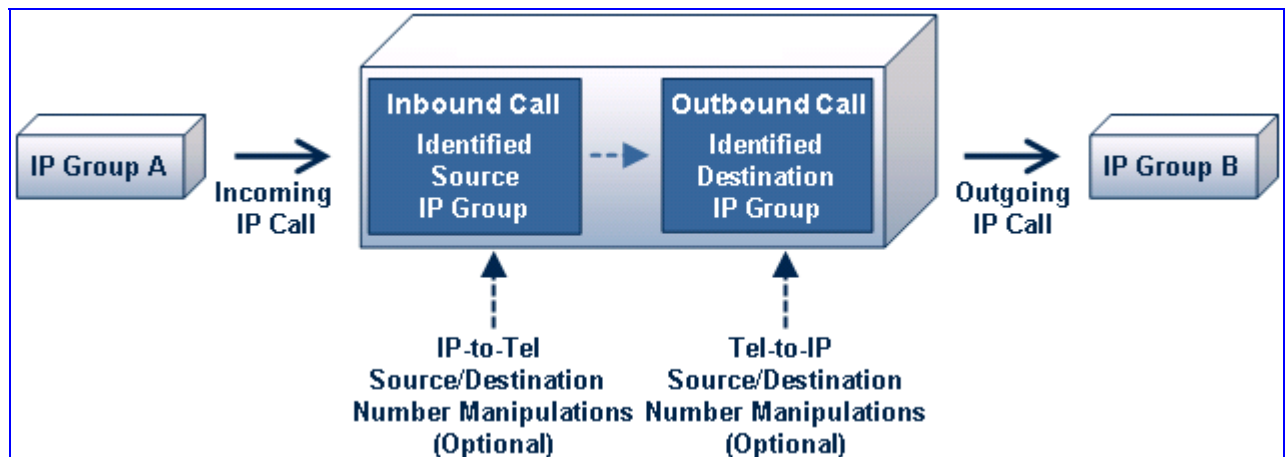 IP Group A
Incoming
IP Call
Inbound Call
Identified
Source
IP Group
Outbound Call
Identified
Destination
IP Group
Outgoing
IP Call
IP Group B
IP-to-Tel
Source/Destination
Number Manipulations
(Optional)
Tel-to-IP
Source/Destination
Number Manipulations
(Optional)